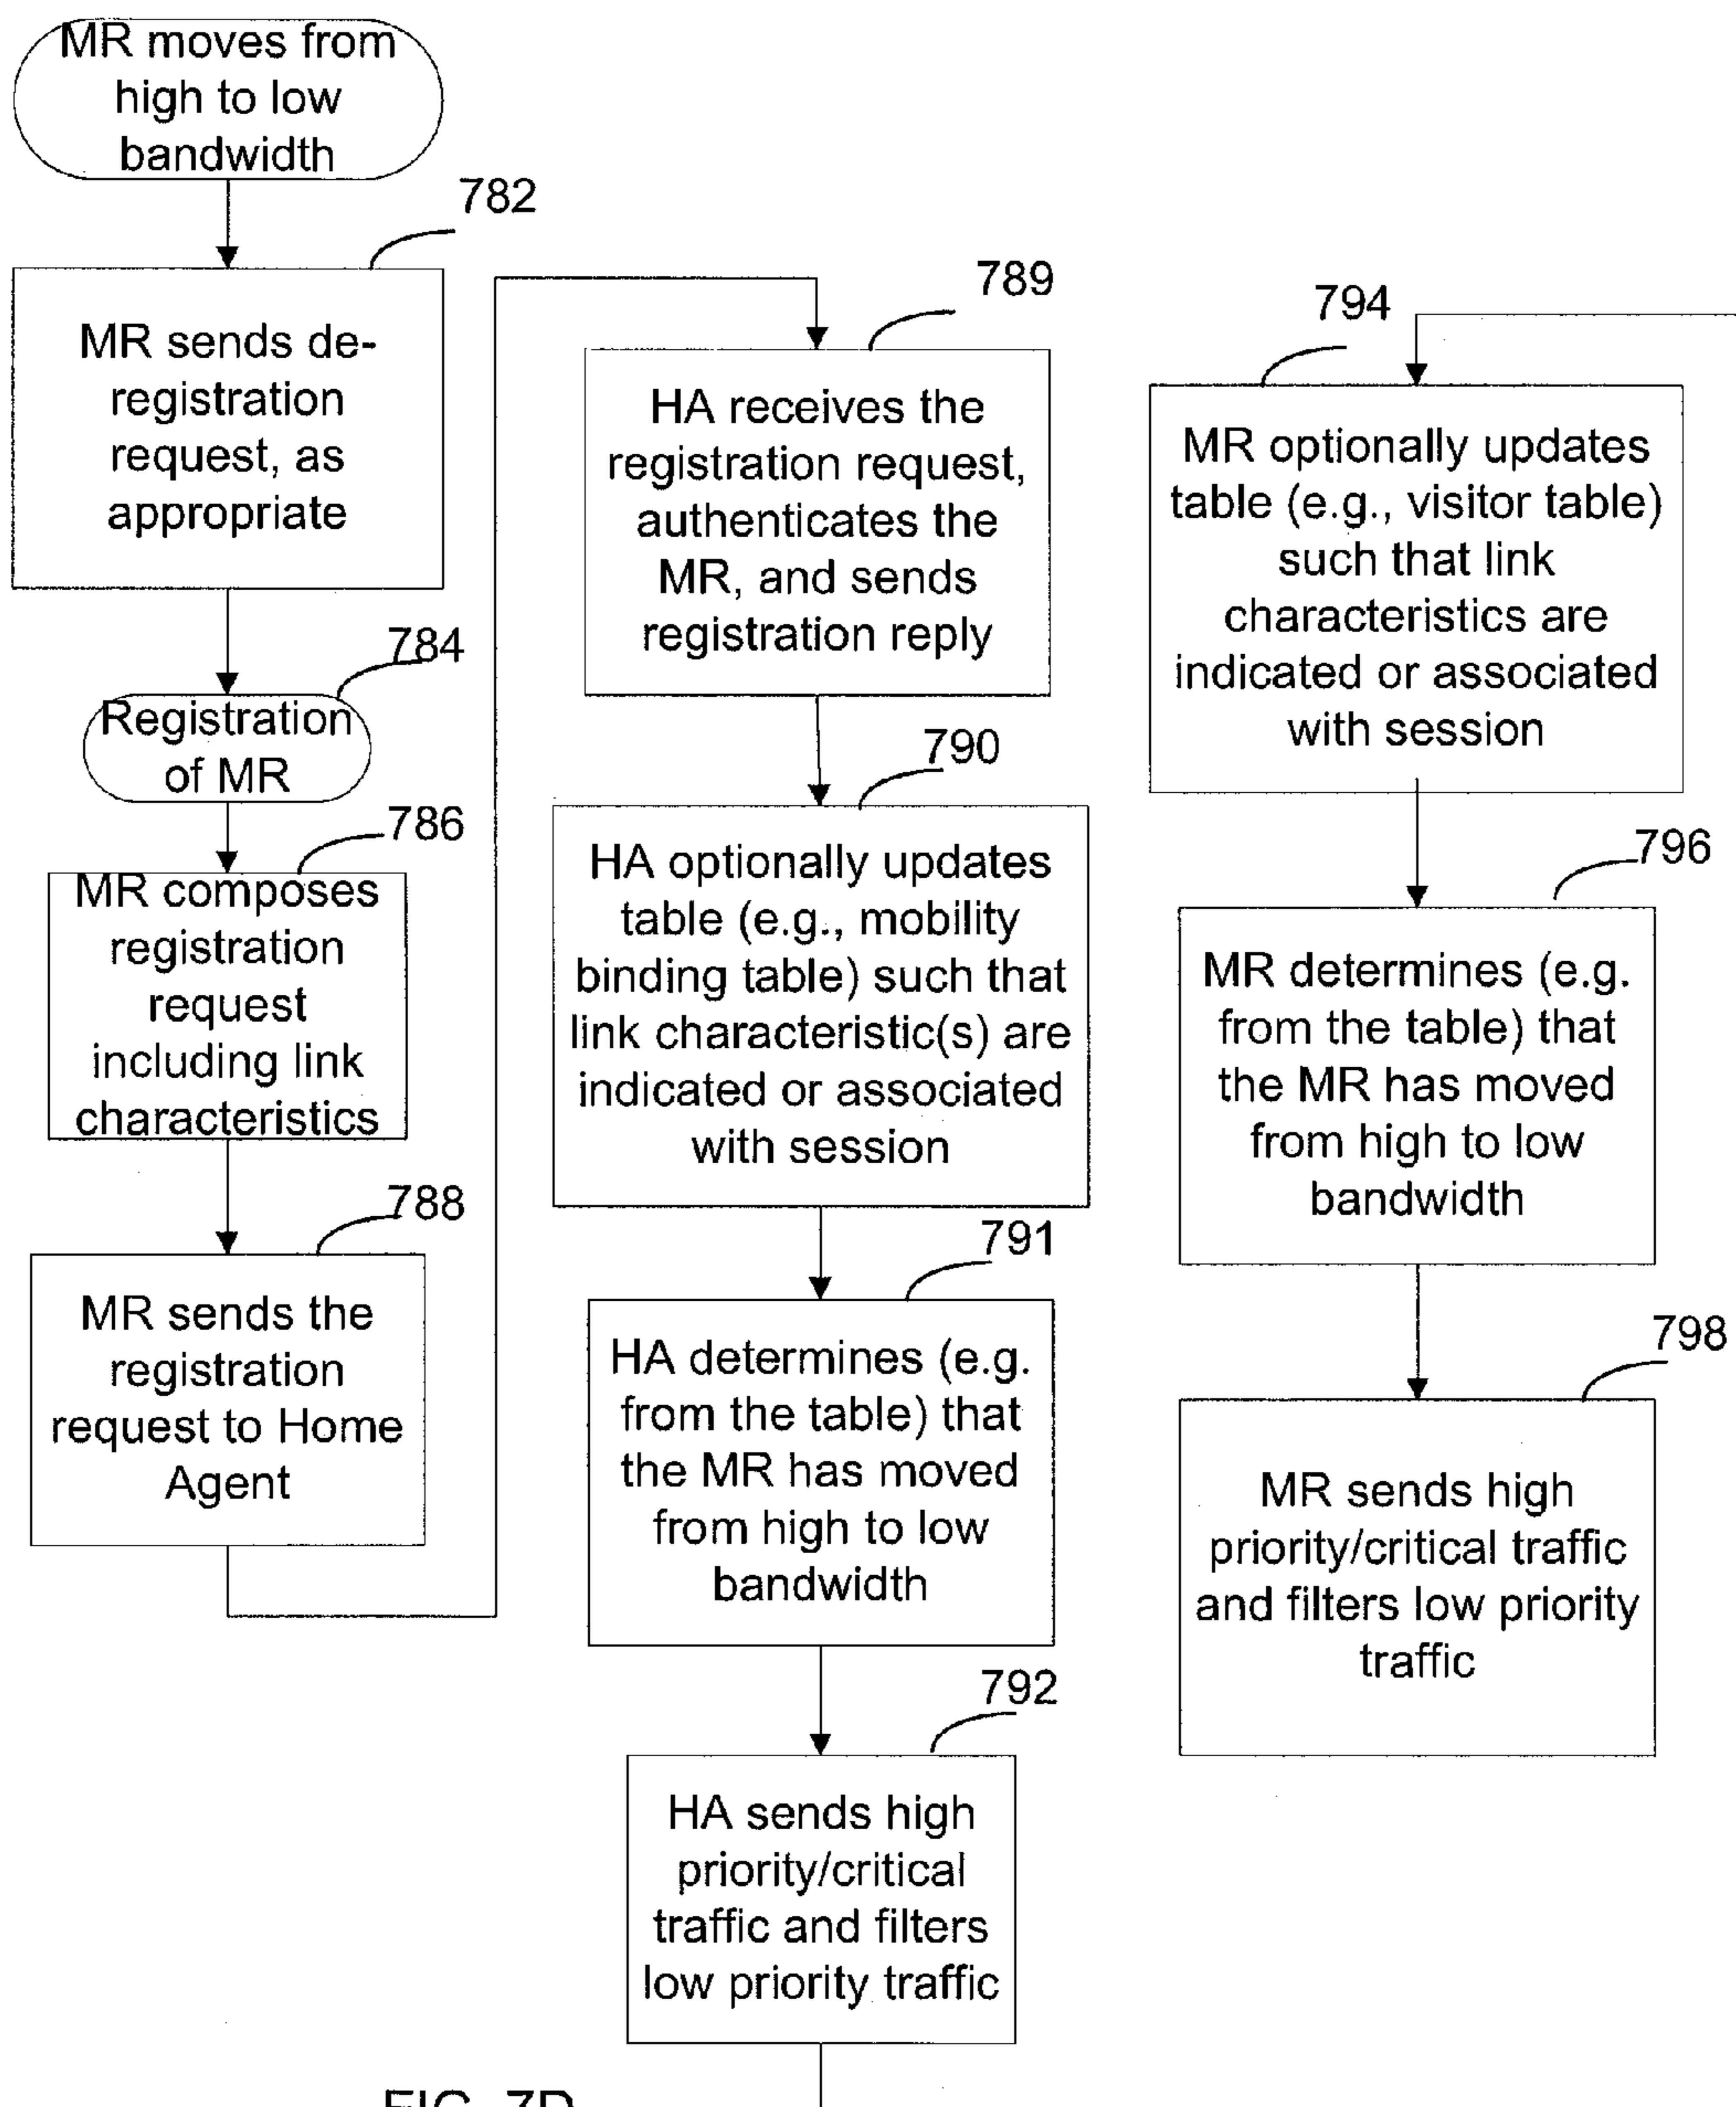 MR moves from
high to low
bandwidth
782
MR sends de-
registration
request, as
appropriate
784
Registration
of MR
786
MR composes
registration
request
including link
characteristics
788
MR sends the
registration
request to Home
Agent
789
HA receives the
registration request,
authenticates the
MR, and sends
registration reply
790
HA optionally updates
table (e.g., mobility
binding table) such that
link characteristic(s) are
indicated or associated
with session
791
HA determines (e.g.
from the table) that
the MR has moved
from high to low
bandwidth
792
HA sends high
priority/critical
traffic and filters
low priority traffic
794
MR optionally updates
table (e.g., visitor table)
such that link
characteristics are
indicated or associated
with session
796
MR determines (e.g.
from the table) that
the MR has moved
from high to low
bandwidth
798
MR sends high
priority/critical traffic
and filters low priority
traffic